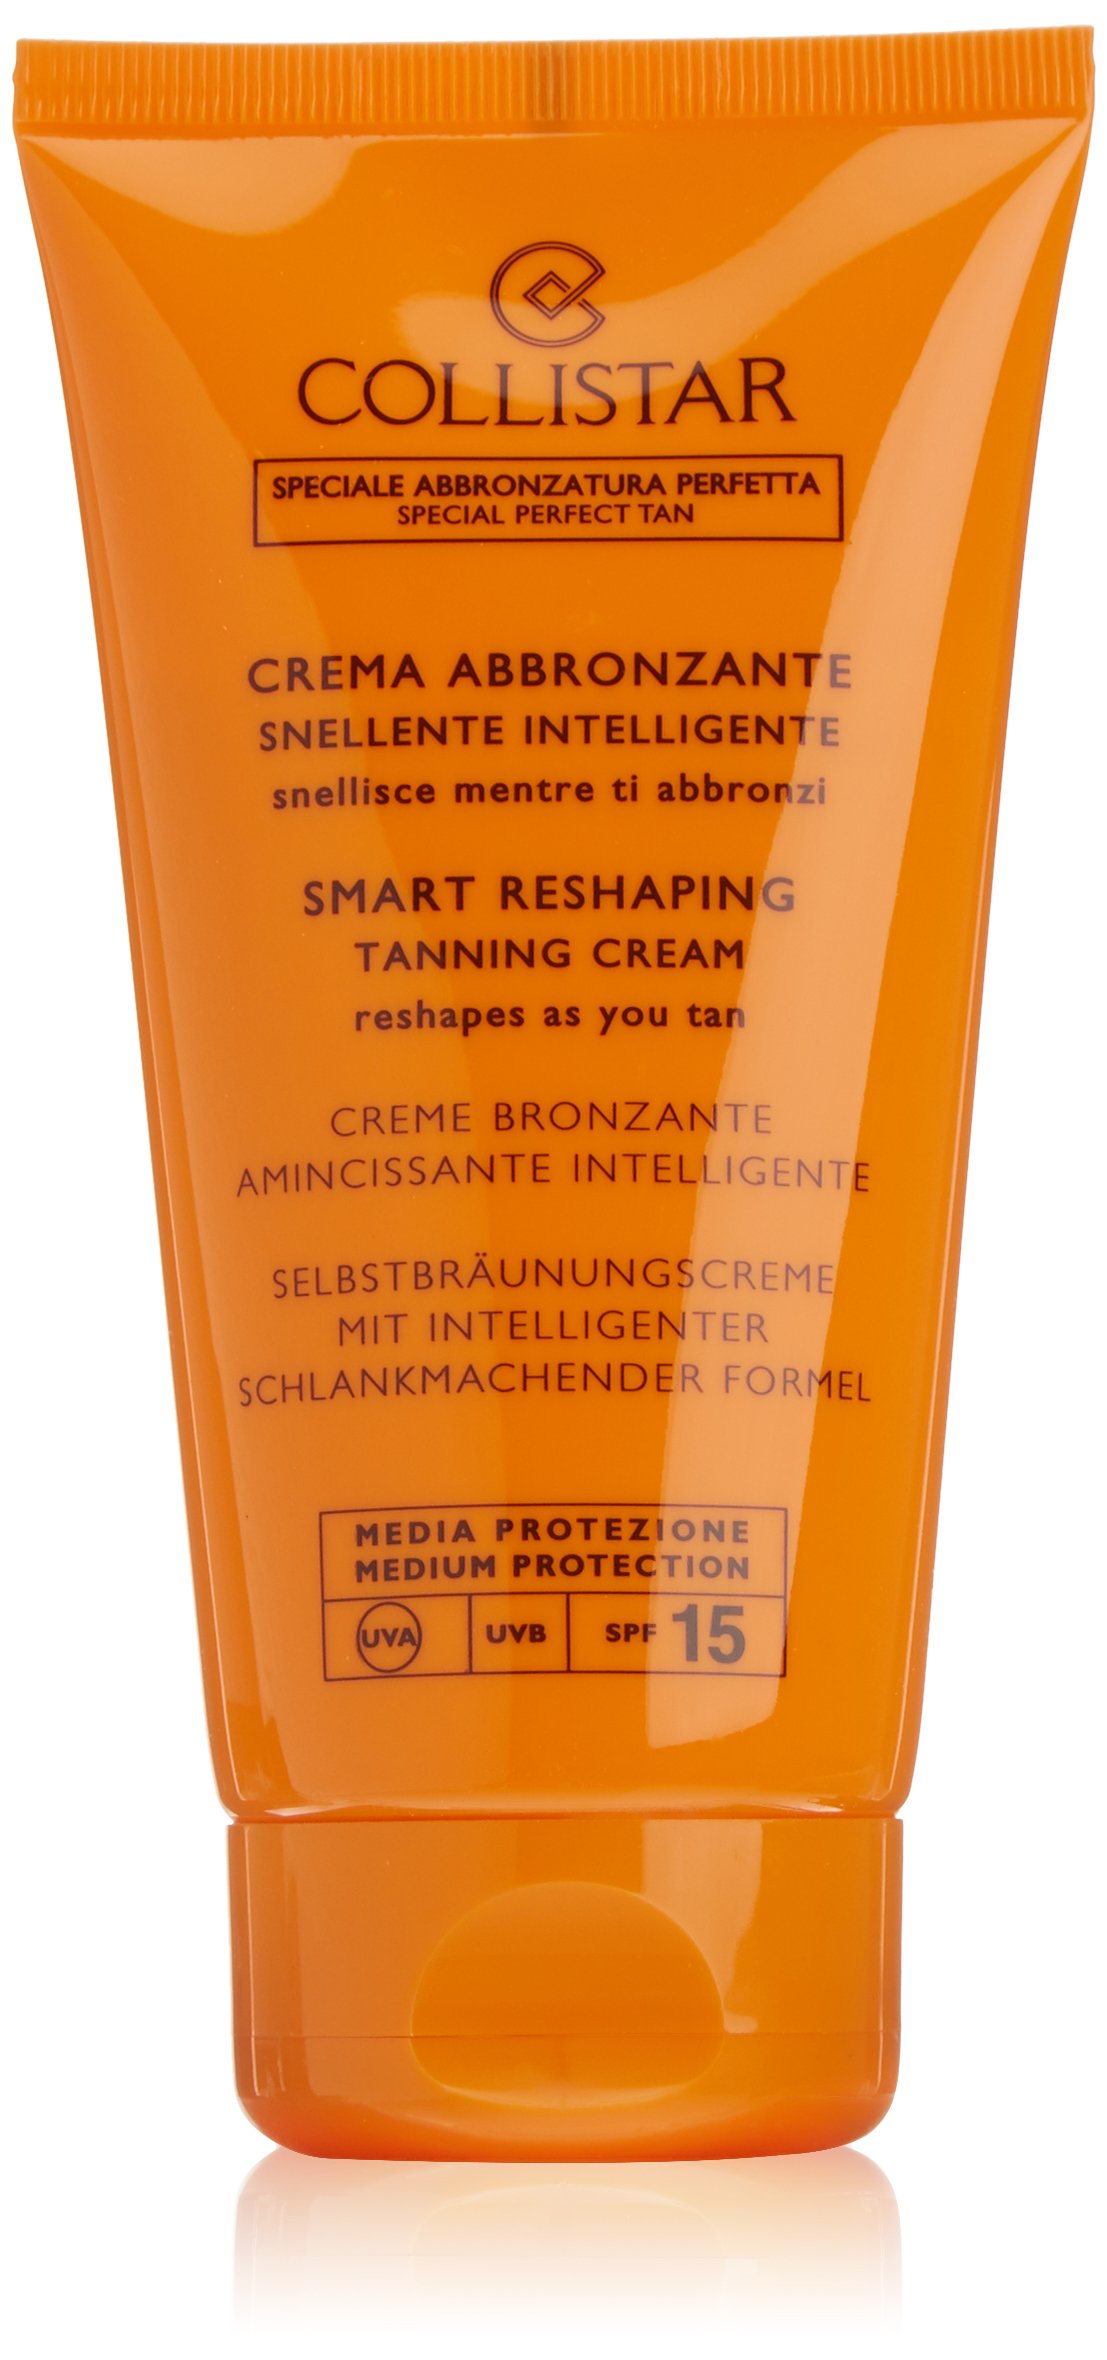 COLLISTAR
SPECIALE ABBRONZATURA PERFETTA
SPECIAL PERFECT TAN
CREMA ABBRONZANTE
SNELLENTE INTELLIGENTE
snellisce mentre ti abbronzi
SMART RESHAPING
TANNING CREAM
reshapes as you tan
CREME BRONZANTE
AMINCISSANTE INTELLIGENTE
SELBSTBRÄUNUNGSCREME
MIT INTELLIGENTER
SCHLANKMACHENDER FORMEL
MEDIA PROTEZIONE
MEDIUM PROTECTION
UVA UVB SPF 15